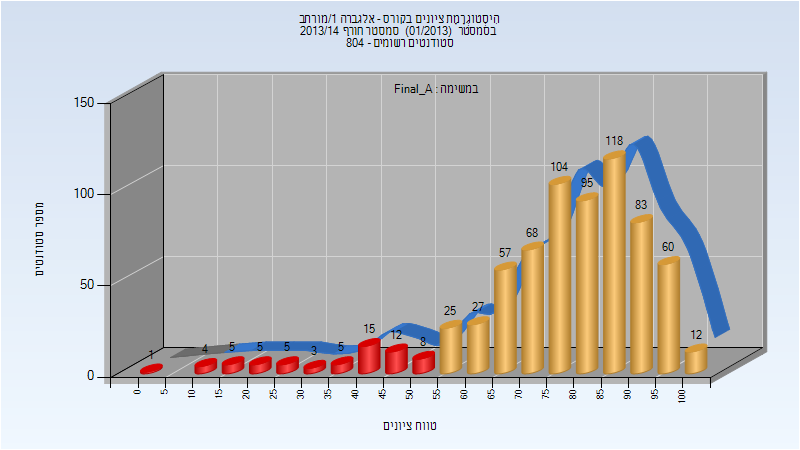 היסטוגרמת ציונים בקורס - אלגברה 1/מורחב
בסמסטר (01/2013) סמסטר חורף 2013/14
סטודנטים רשומים - 804
במשימה : Final_A
מספר סטודנטים
150
100
50
0
1 4 5 5 5 3 5 15 12 8 25 27 57 68 104 95 118 83 60 12
0 5 10 15 20 25 30 35 40 45 50 55 60 65 70 75 80 85 90 95 100
טווח ציונים